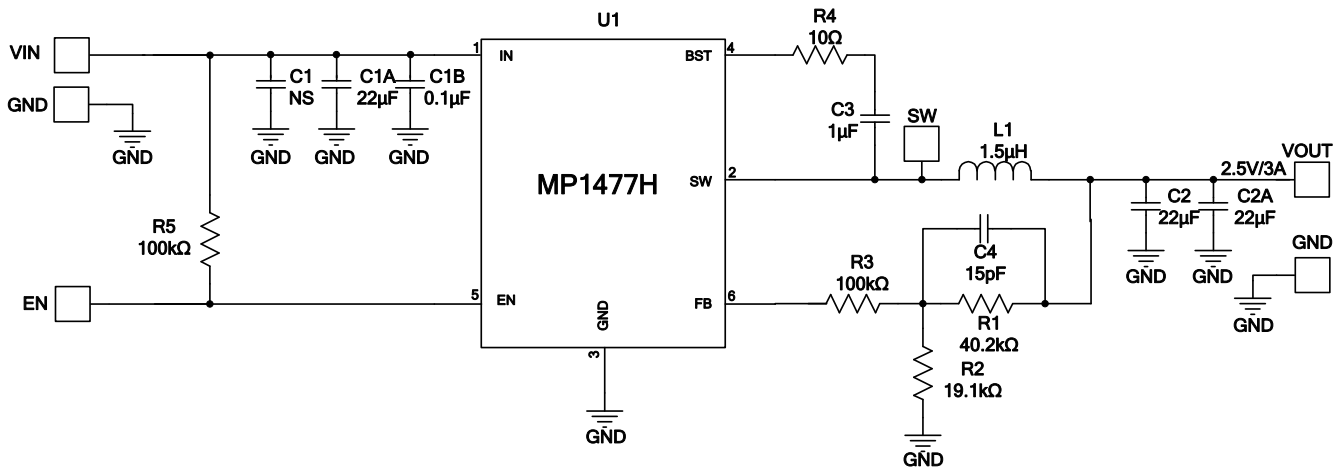 U1
VIN
GND
GND
C1
NS
GND
C1A
22µF
GND
C1B
0.1µF
GND
R5
100kΩ
EN
1
IN
5
EN
MP1477H
GND
3
GND
BST
4
SW
2
FB
6
R4
10Ω
C3
1µF
SW
L1
1.5µH
C4
15pF
R3
100kΩ
R1
40.2kΩ
R2
19.1kΩ
GND
2.5V/3A
VOUT
C2
22µF
GND
C2A
22µF
GND
GND
GND